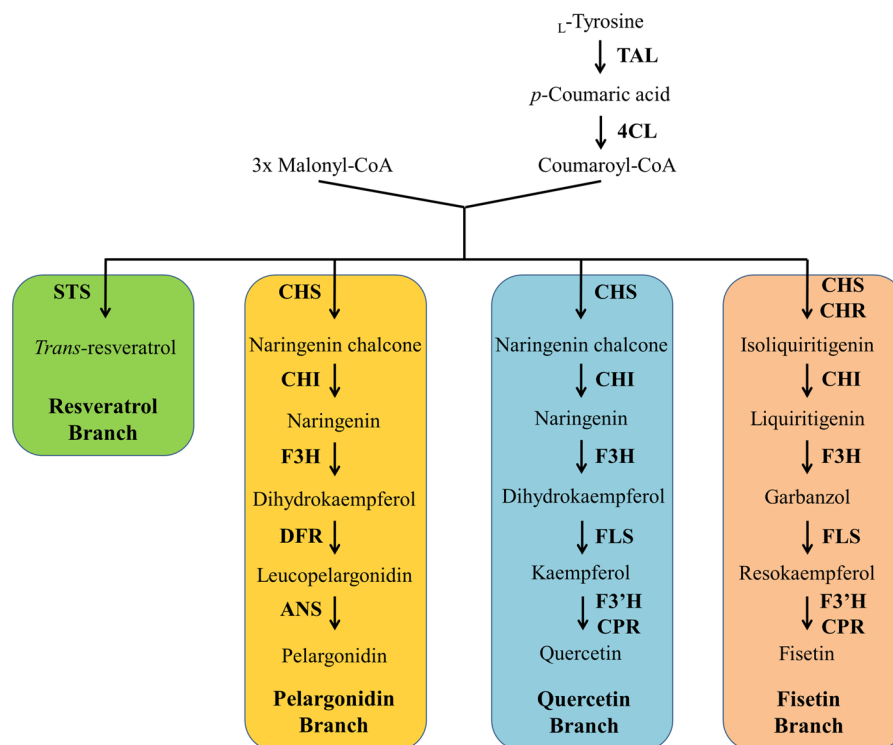 L-Tyrosine
TAL
p-Coumaric acid
4CL
3x Malonyl-CoA
Coumaroyl-CoA
STS
Trans-resveratrol
Resveratrol
Branch
CHS
Naringenin chalcone
CHI
Naringenin
F3H
Dihydrokaempferol
DFR
Leucopelargonidin
ANS
Pelargonidin
Pelargonidin
Branch
CHS
Naringenin chalcone
CHI
Naringenin
F3H
Dihydrokaempferol
FLS
Kaempferol
F3’H
CPR
Quercetin
Quercetin
Branch
CHS
CHR
Isoliquiritigenin
CHI
Liquiritigenin
F3H
Garbanzol
FLS
Resokaempferol
F3’H
CPR
Fisetin
Fisetin
Branch